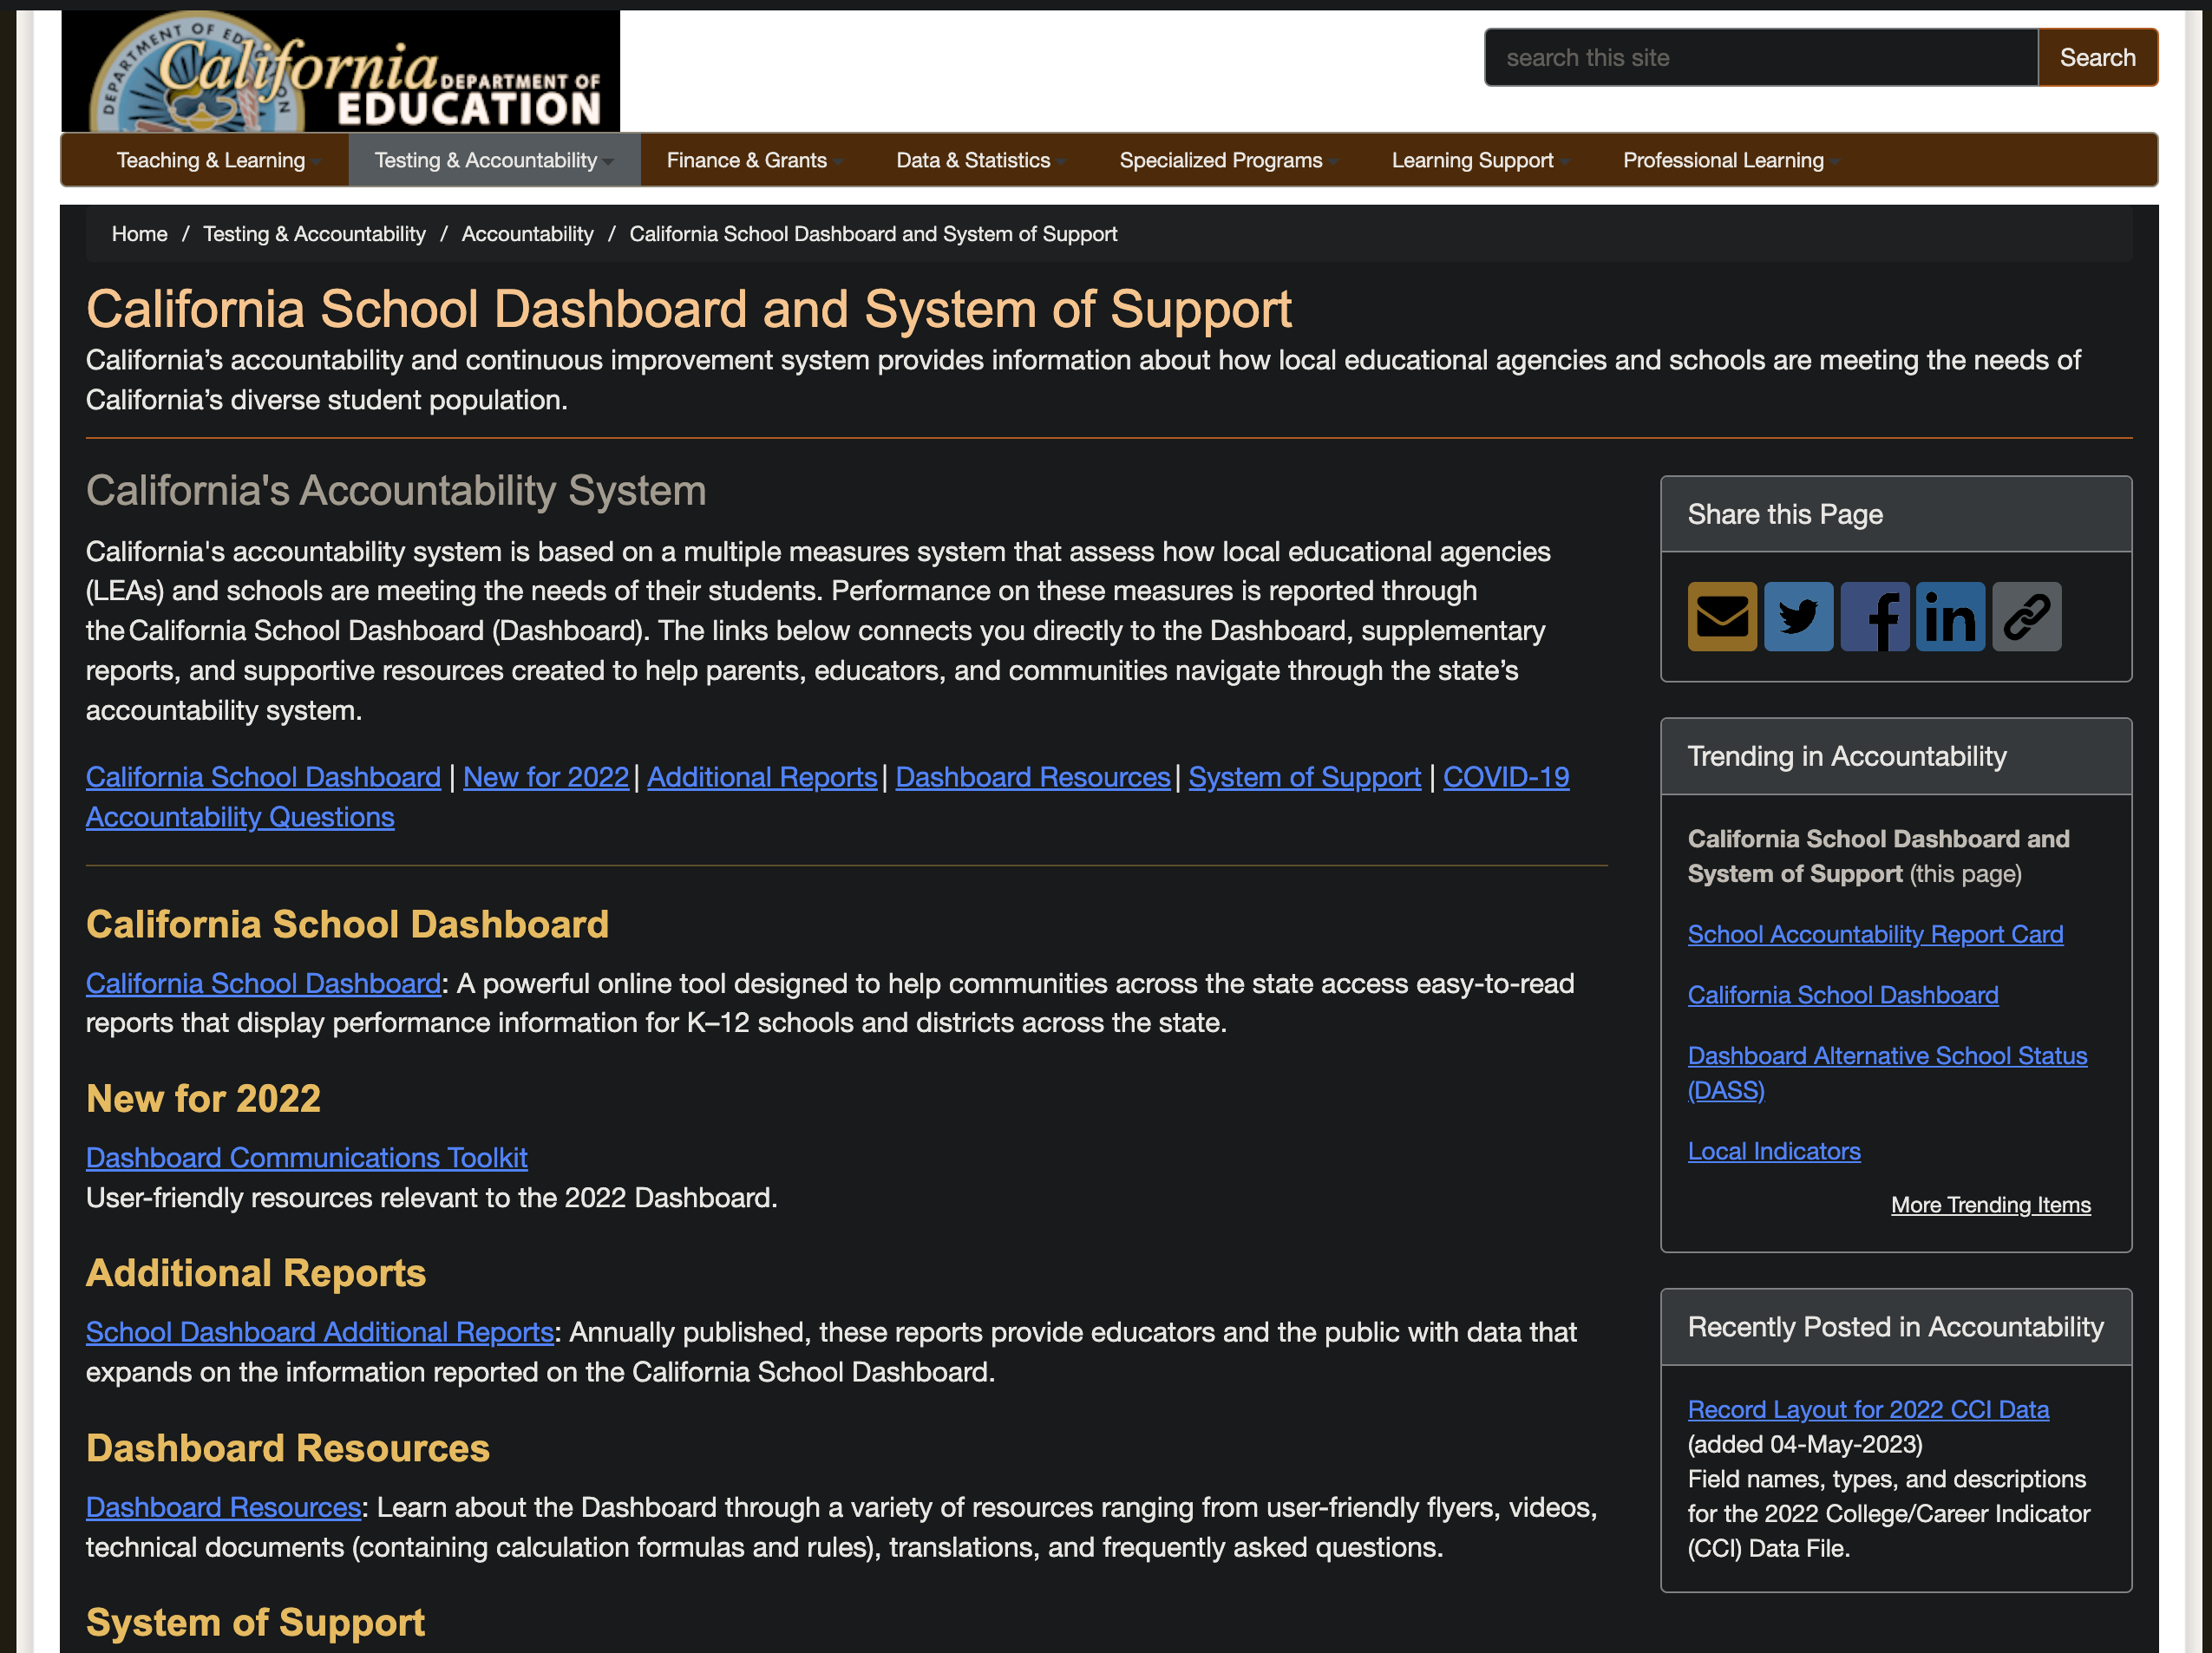 DEPARTMENT OF EDUCATION
California DEPARTMENT OF
EDUCATION
search this site
Search
Teaching & Learning
Testing & Accountability
Finance & Grants
Data & Statistics
Specialized Programs
Learning Support
Professional Learning
Home / Testing & Accountability / Accountability / California School Dashboard and System of Support
California School Dashboard and System of Support
California’s accountability and continuous improvement system provides information about how local educational agencies and schools are meeting the needs of
California’s diverse student population.
California's Accountability System
California's accountability system is based on a multiple measures system that assess how local educational agencies
(LEAs) and schools are meeting the needs of their students. Performance on these measures is reported through
the California School Dashboard (Dashboard). The links below connects you directly to the Dashboard, supplementary
reports, and supportive resources created to help parents, educators, and communities navigate through the state’s
accountability system.
California School Dashboard | New for 2022 | Additional Reports | Dashboard Resources | System of Support | COVID-19
Accountability Questions
California School Dashboard
California School Dashboard: A powerful online tool designed to help communities across the state access easy-to-read
reports that display performance information for K–12 schools and districts across the state.
New for 2022
Dashboard Communications Toolkit
User-friendly resources relevant to the 2022 Dashboard.
Additional Reports
School Dashboard Additional Reports: Annually published, these reports provide educators and the public with data that
expands on the information reported on the California School Dashboard.
Dashboard Resources
Dashboard Resources: Learn about the Dashboard through a variety of resources ranging from user-friendly flyers, videos,
technical documents (containing calculation formulas and rules), translations, and frequently asked questions.
System of Support
Share this Page
Trending in Accountability
California School Dashboard and
System of Support (this page)
School Accountability Report Card
California School Dashboard
Dashboard Alternative School Status
(DASS)
Local Indicators
More Trending Items
Recently Posted in Accountability
Record Layout for 2022 CCI Data
(added 04-May-2023)
Field names, types, and descriptions
for the 2022 College/Career Indicator
(CCI) Data File.